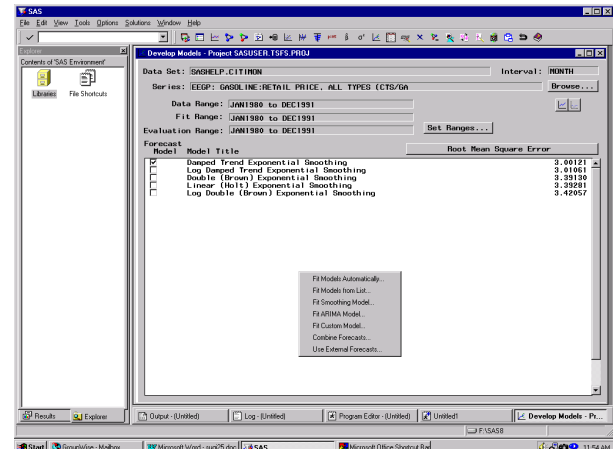 SAS
File Edit View Tools Options Solutions Window Help
Explorer
Contents of 'SAS Environment'
Libraries
File Shortcuts
Develop Models - Project SASUSER.TSFS.PROJ
Data Set: SASHELP.CITIMON
Interval: MONTH
Series: EEGP: GASOLINE:RETAIL PRICE, ALL TYPES (CTS/GA
Browse...
Data Range: JAN1980 to DEC1991
Fit Range: JAN1980 to DEC1991
Evaluation Range: JAN1980 to DEC1991
Set Ranges...
Forecast
Model Model Title
Root Mean Square Error
Damped Trend Exponential Smoothing 3.00121
Log Damped Trend Exponential Smoothing 3.01061
Double (Brown) Exponential Smoothing 3.39130
Linear (Holt) Exponential Smoothing 3.39281
Log Double (Brown) Exponential Smoothing 3.42057
Fit Models Automatically...
Fit Models from List...
Fit Smoothing Model...
Fit ARIMA Model...
Fit Custom Model...
Combine Forecasts...
Use External Forecasts...
Results
Explorer
Output - (Untitled)
Log - (Untitled)
Program Editor - (Untitled)
Untitled1
Develop Models - Pr...
F:\SAS8
Start
GroupWise - Mailbox
Microsoft Word - sugi25.doc
SAS
Microsoft Office Shortcut Bar
11:54 AM